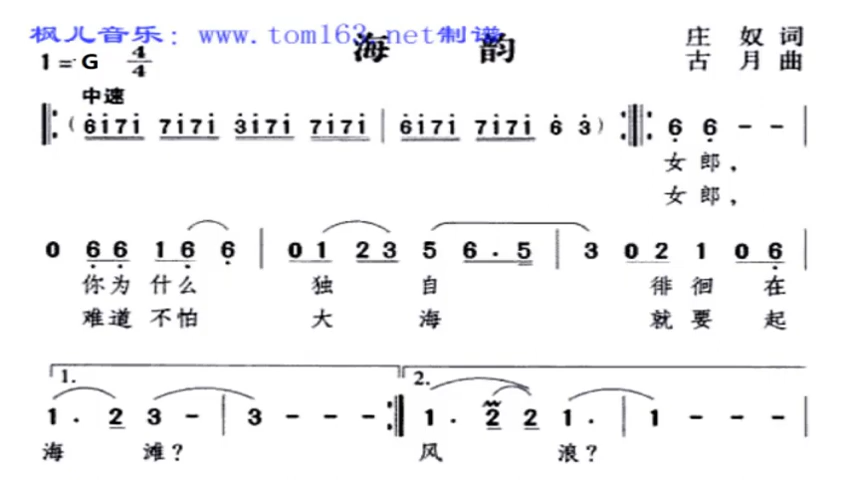 枫儿音乐：www.tom163.net制谱
海 韵
庄 奴 词
1 = G 4/4
古 月 曲
中速
( 6i7i 7i7i 3i7i 7i7i | 6i7i 7i7i 6 3 ) 6 6 - - |
女郎，
女郎，
0 6 6 1 6 6 | 0 1 2 3 5 6 . 5 | 3 0 2 1 0 6 |
你为什么 独 自 徘徊在
难道不怕 大 海 就要起
1. 2.
1 . 2 3 - | 3 - - - 1 . 2 2 1 . | 1 - - - |
海 滩？ 风 浪？